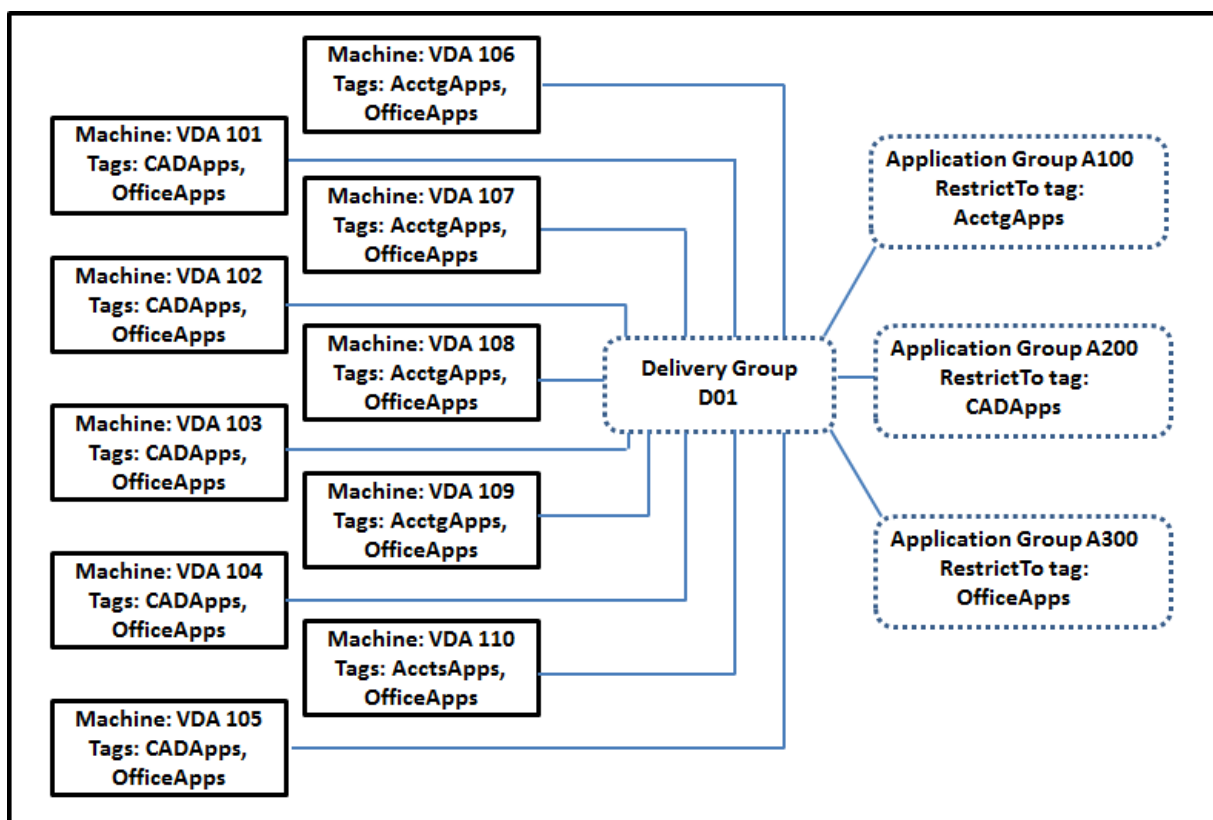 Machine: VDA 106
Tags: AcctgApps,
OfficeApps
Machine: VDA 101
Tags: CADApps,
OfficeApps
Machine: VDA 107
Tags: AcctgApps,
OfficeApps
Machine: VDA 102
Tags: CADApps,
OfficeApps
Machine: VDA 108
Tags: AcctgApps,
OfficeApps
Machine: VDA 103
Tags: CADApps,
OfficeApps
Machine: VDA 109
Tags: AcctgApps,
OfficeApps
Machine: VDA 104
Tags: CADApps,
OfficeApps
Machine: VDA 110
Tags: AcctsApps,
OfficeApps
Machine: VDA 105
Tags: CADApps,
OfficeApps
Delivery Group
D01
Application Group A100
RestrictTo tag:
AcctgApps
Application Group A200
RestrictTo tag:
CADApps
Application Group A300
RestrictTo tag:
OfficeApps